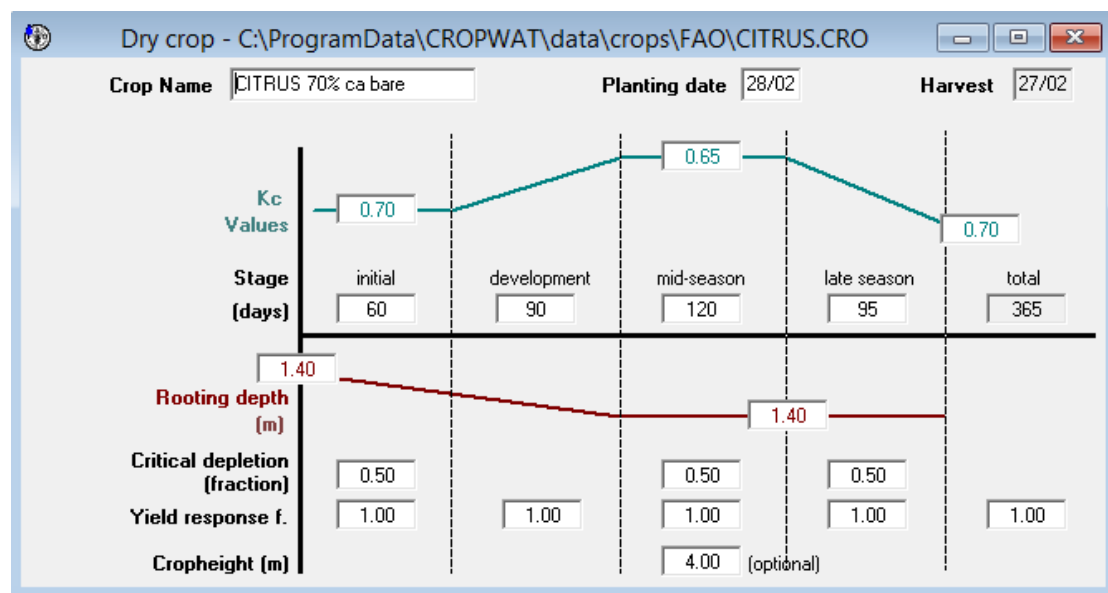 Dry crop - C:\ProgramData\CROPWAT\data\crops\FAO\CITRUS.CRO
Crop Name CITRUS 70% ca bare Planting date 28/02 Harvest 27/02
0.65
Kc
Values
0.70
0.70
Stage initial development mid-season late season total
(days) 60 90 120 95 365
1.40
Rooting depth
(m)
1.40
Critical depletion
(fraction)
0.50 0.50 0.50
Yield response f. 1.00 1.00 1.00 1.00 1.00
Cropheight (m) 4.00 (optional)